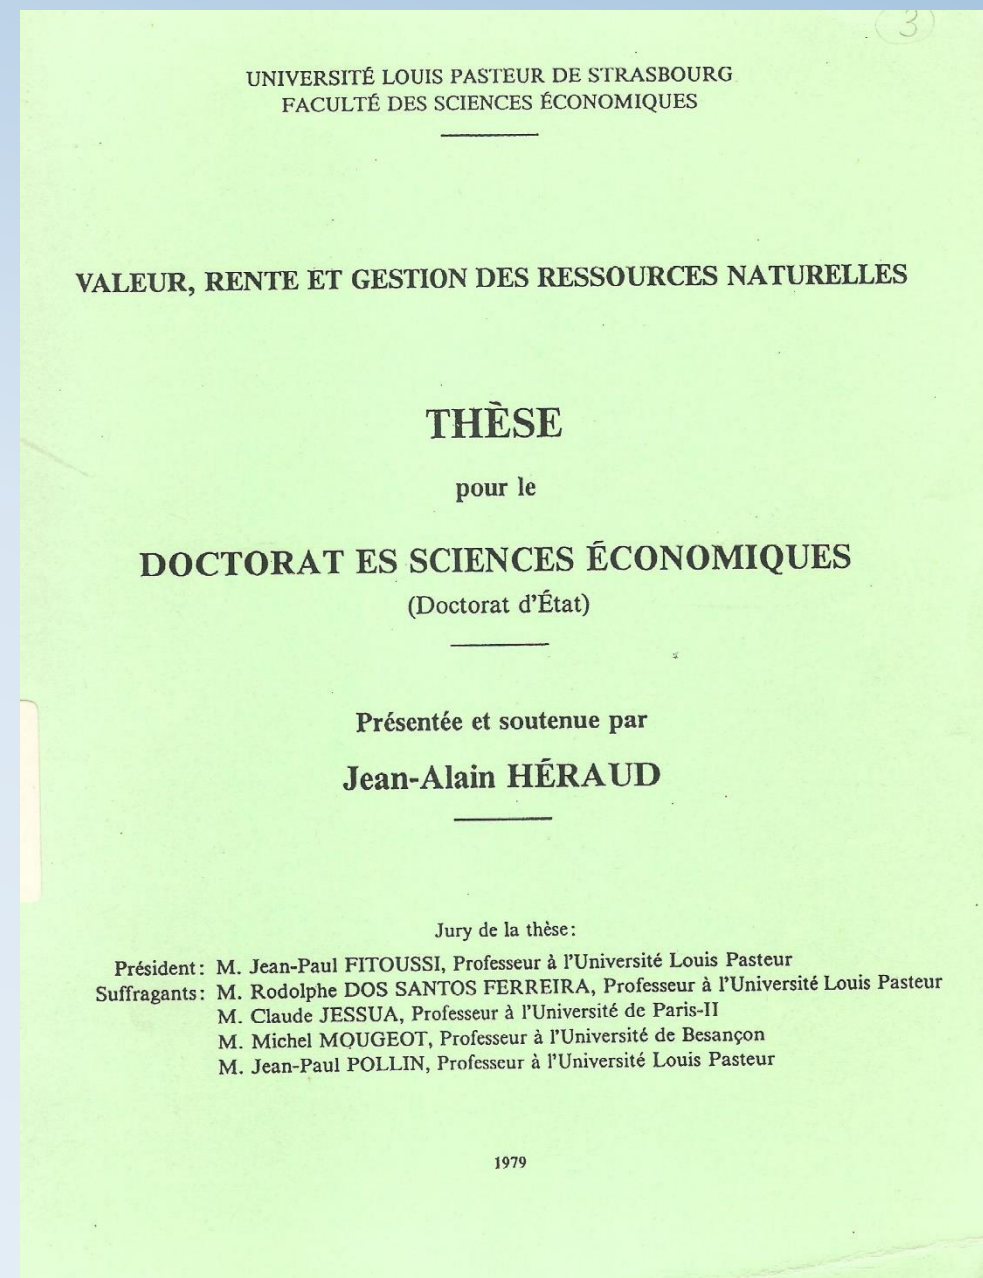 3
UNIVERSITÉ LOUIS PASTEUR DE STRASBOURG
FACULTÉ DES SCIENCES ÉCONOMIQUES
VALEUR, RENTE ET GESTION DES RESSOURCES NATURELLES
THÈSE
pour le
DOCTORAT ES SCIENCES ÉCONOMIQUES
(Doctorat d'État)
Présentée et soutenue par
Jean-Alain HÉRAUD
Jury de la thèse:
Président: M. Jean-Paul FITOUSSI, Professeur à l'Université Louis Pasteur
Suffragants: M. Rodolphe DOS SANTOS FERREIRA, Professeur à l'Université Louis Pasteur
M. Claude JESSUA, Professeur à l'Université de Paris-II
M. Michel MOUGEOT, Professeur à l'Université de Besançon
M. Jean-Paul POLLIN, Professeur à l'Université Louis Pasteur
1979